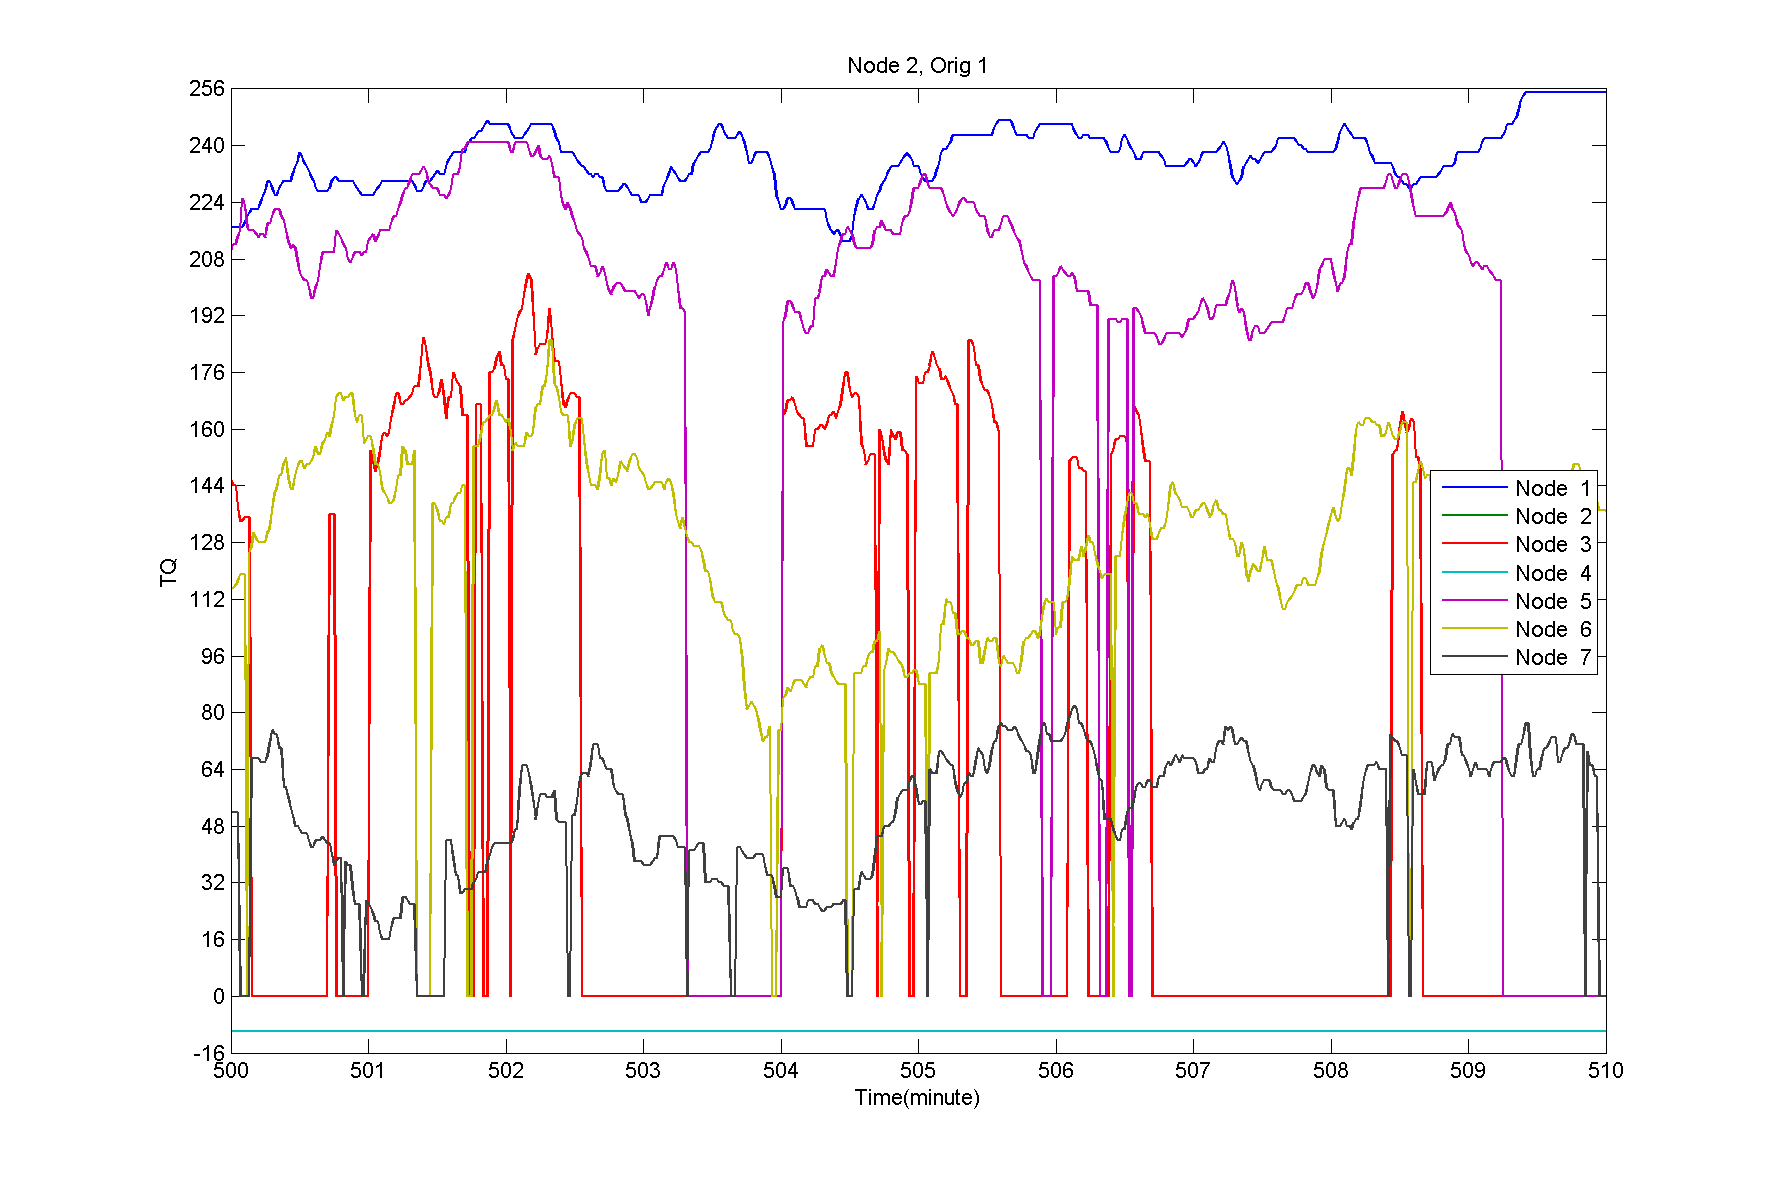 Node 2, Orig 1
256
240
224
208
192
176
160
144
128
112
96
80
64
48
32
16
0
-16
TQ
Node 1
Node 2
Node 3
Node 4
Node 5
Node 6
Node 7
500 501 502 503 504 505 506 507 508 509 510
Time(minute)